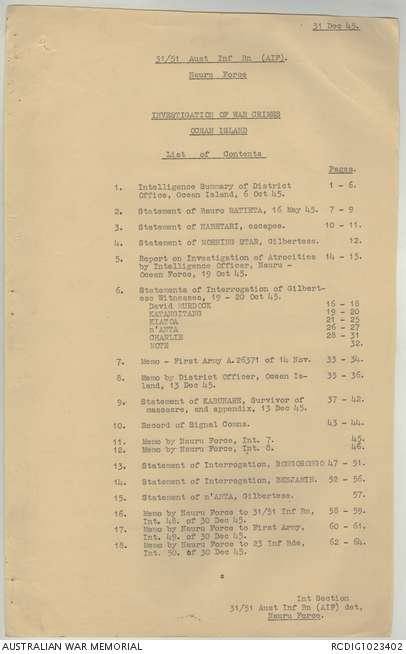 31 Dec 45.
31/51 Aust Inf Bn (AIF).
Nauru Force
INVESTIGATION OF WAR CRIMES
OCEAN ISLAND
List of Contents
Pages.
1. Intelligence Summary of District 1 - 6.
Office, Ocean Island, 6 Oct 45.
2. Statement of Bauro RATIETA, 16 May 45. 7 - 9
3. Statement of NABETARI, escapee. 10 - 11.
4. Statement of MORNING STAR, Gilbertese. 12.
5. Report on Investigation of Atrocities 14 - 15.
by Intelligence Officer, Nauru -
Ocean Force, 19 Oct 45.
6. Statements of Interrogation of Gilbert-
ese Witnesses, 19 - 20 Oct 45.
David MURDOCK 16 - 18
KATANGITANG 19 - 20
KIATOA 21 - 25
n'ANTA 26 - 27
CHARLIE 28 - 31
NOTE 32.
7. Memo - First Army A.26371 of 14 Nov. 33 - 34.
8. Memo by District Officer, Ocean Is- 35 - 36.
land, 13 Dec 45.
9. Statement of KABUNARE, Survivor of 37 - 42.
massacre, and appendix, 13 Dec 45.
10. Record of Signal Comns. 43 - 44.
11. Memo by Nauru Force, Int. 7. 45.
12. Memo by Nauru Force, Int. 8. 46.
13. Statement of Interrogation, 47 - 51.
14. Statement of Interrogation, BENJAMIN. 52 - 56.
15. Statement of n'ANTA, Gilbertese. 57.
16. Memo by Nauru Force to 31/51 Inf Bn, 58 - 59.
Int. 48. of 30 Dec 45.
17. Memo by Nauru Force to First Army. 60 - 61.
Int. 49. of 30 Dec 45.
18. Memo by Nauru Force to 23 Inf Bde, 62 - 64.
Int. 50. of 30 Dec 45.
*
Int Section
31/51 Aust Inf Bn (AIF) det,
Nauru Force.
AUSTRALIAN WAR MEMORIAL
RCDIG1023402